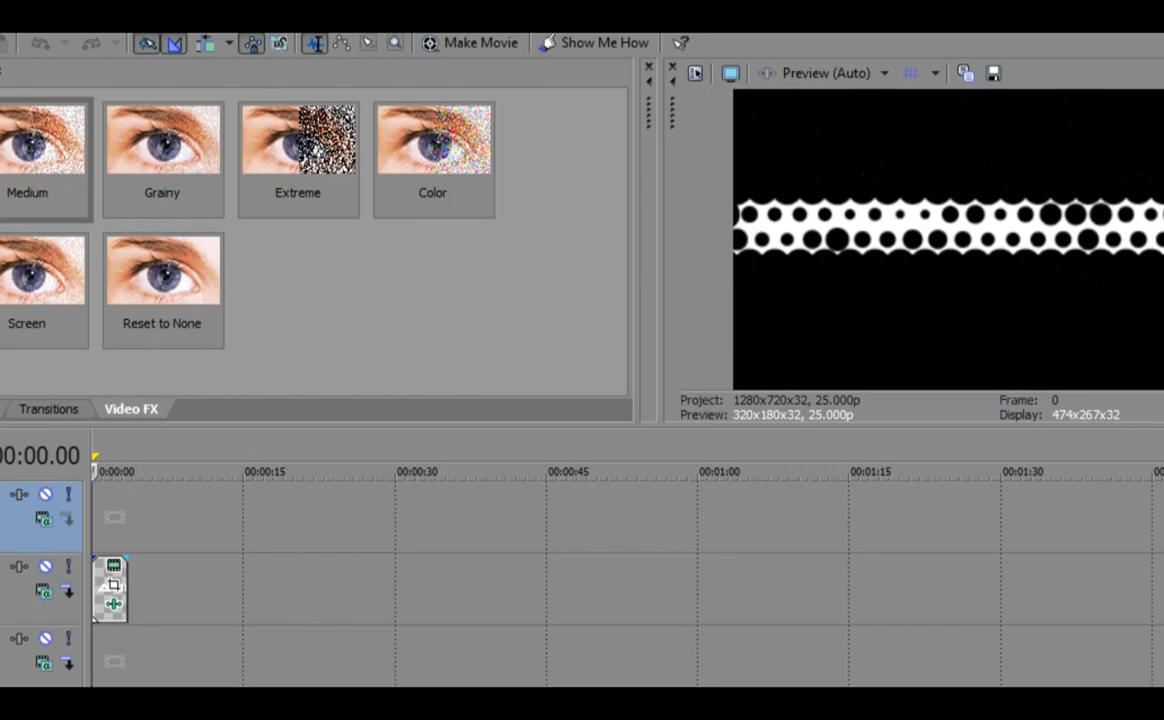 Make Movie
Show Me How
Preview (Auto)
Medium
Grainy
Extreme
Color
Screen
Reset to None
Transitions
Video FX
Project: 1280x720x32, 25.000p
Frame: 0
Preview: 320x180x32, 25.000p
Display: 474x267x32
00:00.00
0:00:00
00:00:15
00:00:30
00:00:45
00:01:00
00:01:15
00:01:30